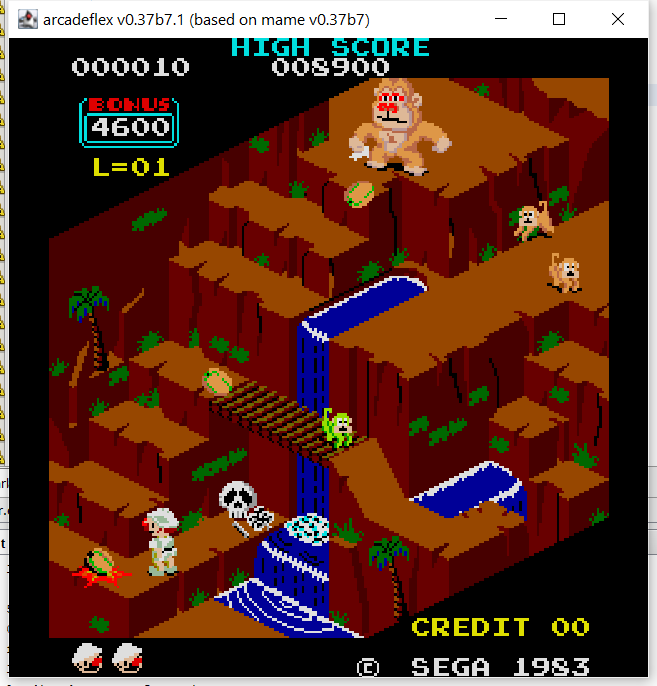 arcadeflex v0.37b7.1 (based on mame v0.37b7)
HIGH SCORE
000010 008900
BONUS
4600
L=01
CREDIT 00
© SEGA 1983